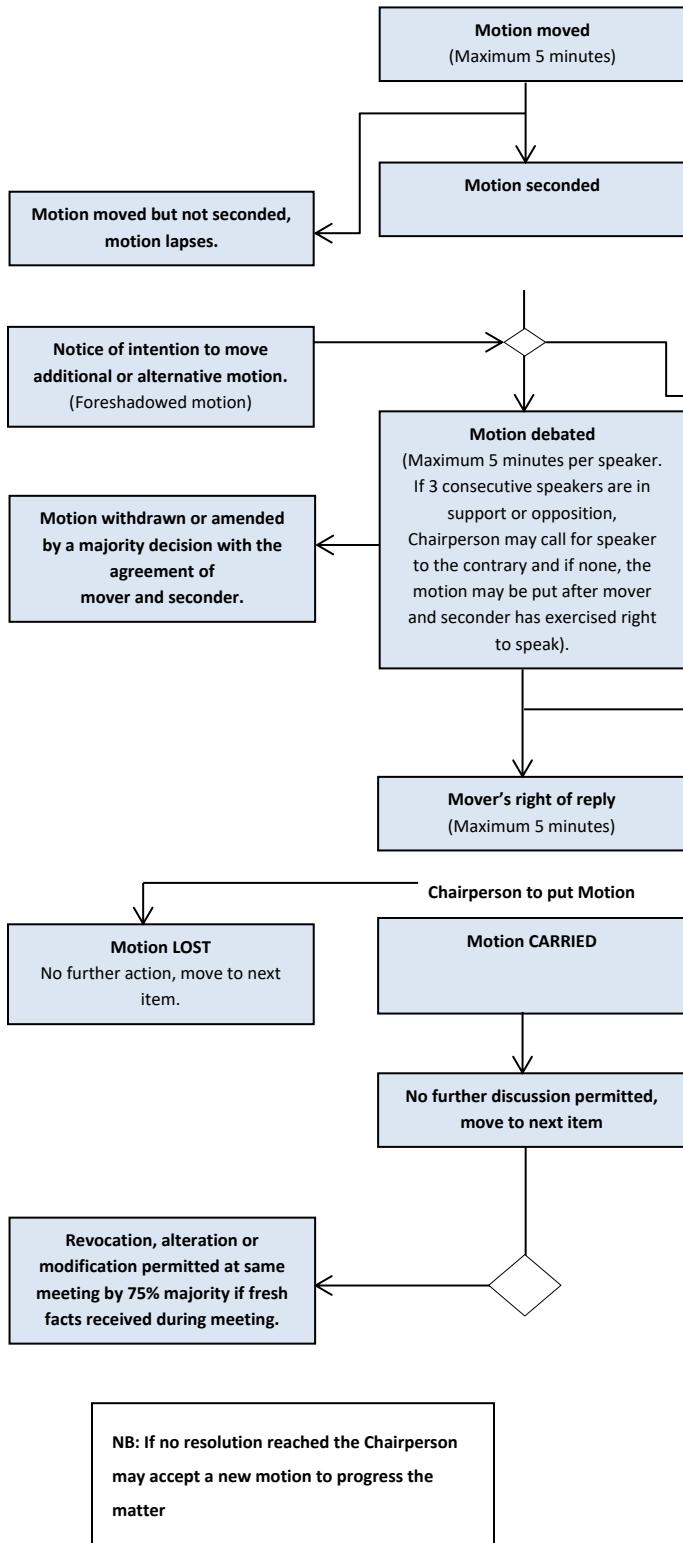 Motion moved
(Maximum 5 minutes)
Motion seconded
Motion moved but not seconded,
motion lapses.
Notice of intention to move
additional or alternative motion.
(Foreshadowed motion)
Motion debated
(Maximum 5 minutes per speaker.
If 3 consecutive speakers are in
support or opposition,
Chairperson may call for speaker
to the contrary and if none, the
motion may be put after mover
and seconder has exercised right
to speak).
Motion withdrawn or amended
by a majority decision with the
agreement of
mover and seconder.
Mover’s right of reply
(Maximum 5 minutes)
Chairperson to put Motion
Motion LOST
No further action, move to next
item.
Motion CARRIED
No further discussion permitted,
move to next item
Revocation, alteration or
modification permitted at same
meeting by 75% majority if fresh
facts received during meeting.
NB: If no resolution reached the Chairperson
may accept a new motion to progress the
matter